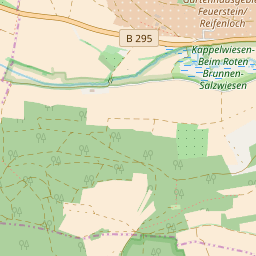 Gartenhausgebiet
Feuerstein/
Reifenloch
B 295
Kappelwiesen-
Beim Roten
Brunnen-
Salzwiesen